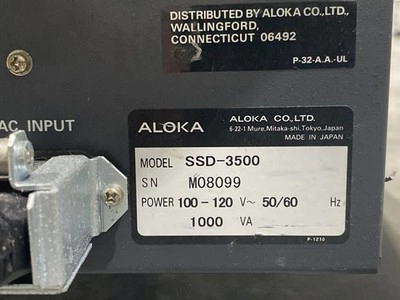 DISTRIBUTED BY ALOKA CO., LTD.,
WALLINGFORD,
CONNECTICUT 06492
P-32-A.A.-UL
AC INPUT
ALOKA ALOKA CO., LTD.
6-22-1 Mure, Mitaka-shi, Tokyo, Japan
MADE IN JAPAN
MODEL SSD-3500
S N M08099
POWER 100-120 V~ 50/60 Hz
1000 VA
P-1210